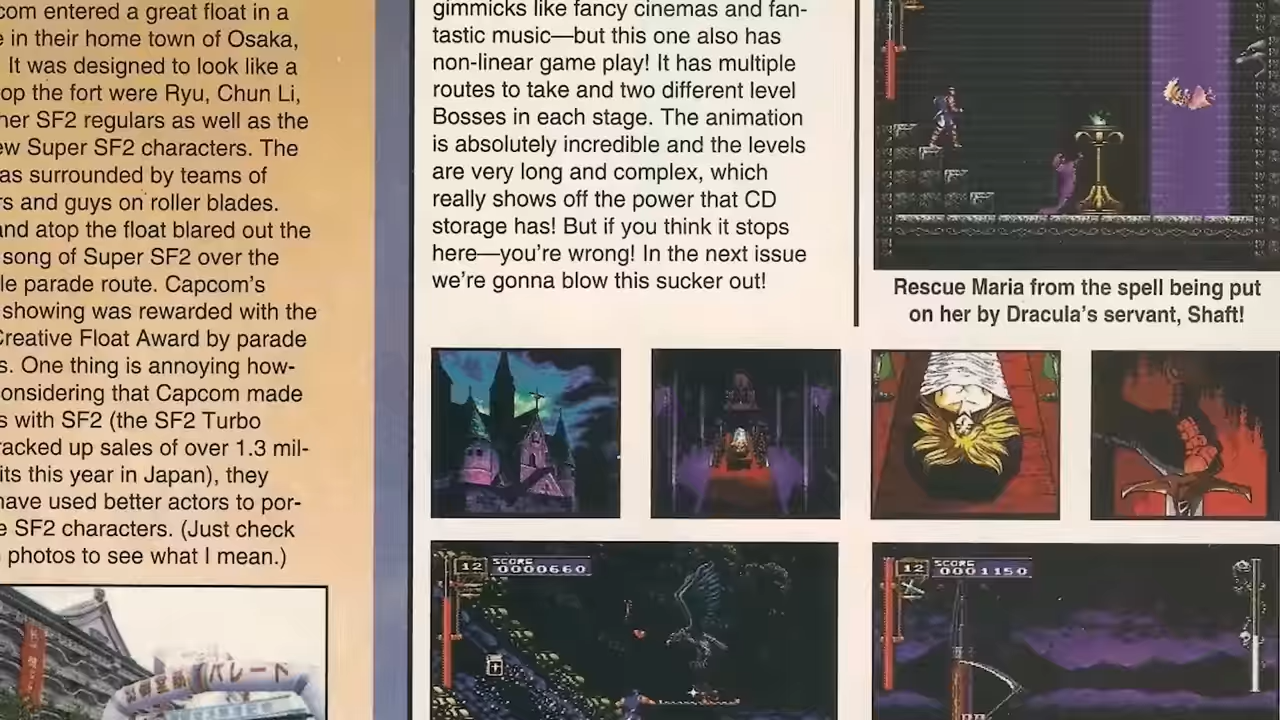 com entered a great float in a
e in their home town of Osaka,
It was designed to look like a
op the fort were Ryu, Chun Li,
her SF2 regulars as well as the
ew Super SF2 characters. The
as surrounded by teams of
rs and guys on roller blades.
and atop the float blared out the
song of Super SF2 over the
le parade route. Capcom's
showing was rewarded with the
Creative Float Award by parade
s. One thing is annoying how-
onsidering that Capcom made
s with SF2 (the SF2 Turbo
racked up sales of over 1.3 mil-
its this year in Japan), they
have used better actors to por-
e SF2 characters. (Just check
photos to see what I mean.)
パレード
gimmicks like fancy cinemas and fan-
tastic music—but this one also has
non-linear game play! It has multiple
routes to take and two different level
Bosses in each stage. The animation
is absolutely incredible and the levels
are very long and complex, which
really shows off the power that CD
storage has! But if you think it stops
here—you're wrong! In the next issue
we're gonna blow this sucker out!
Rescue Maria from the spell being put
on her by Dracula's servant, Shaft!
12 SCORE
0000660
12 SCORE
0001150